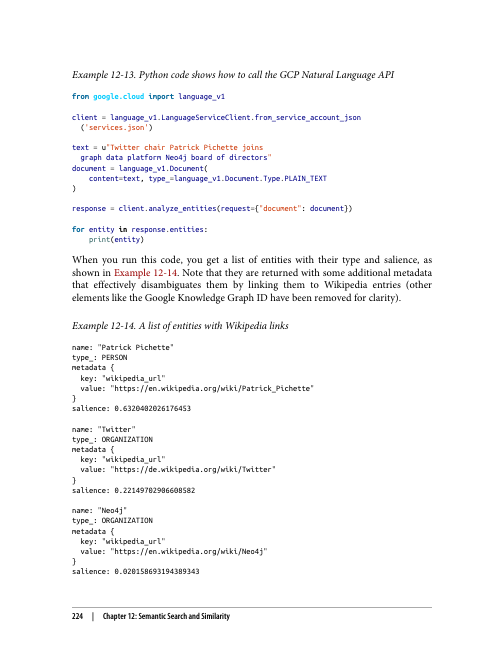 Example 12-13. Python code shows how to call the GCP Natural Language API
from google.cloud import language_v1
client = language_v1.LanguageServiceClient.from_service_account_json
('services.json')
text = u"Twitter chair Patrick Pichette joins
graph data platform Neo4j board of directors"
document = language_v1.Document(
content=text, type_=language_v1.Document.Type.PLAIN_TEXT
)
response = client.analyze_entities(request={"document": document})
for entity in response.entities:
print(entity)
When you run this code, you get a list of entities with their type and salience, as
shown in Example 12-14. Note that they are returned with some additional metadata
that effectively disambiguates them by linking them to Wikipedia entries (other
elements like the Google Knowledge Graph ID have been removed for clarity).
Example 12-14. A list of entities with Wikipedia links
name: "Patrick Pichette"
type_: PERSON
metadata {
key: "wikipedia_url"
value: "https://en.wikipedia.org/wiki/Patrick_Pichette"
}
salience: 0.6320402026176453
name: "Twitter"
type_: ORGANIZATION
metadata {
key: "wikipedia_url"
value: "https://de.wikipedia.org/wiki/Twitter"
}
salience: 0.22149702906608582
name: "Neo4j"
type_: ORGANIZATION
metadata {
key: "wikipedia_url"
value: "https://en.wikipedia.org/wiki/Neo4j"
}
salience: 0.020158693194389343
224 | Chapter 12: Semantic Search and Similarity